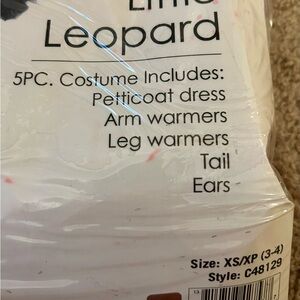 Little
Leopard
5PC. Costume Includes:
Petticoat dress
Arm warmers
Leg warmers
Tail
Ears
Size: XS/XP (3-4)
Style: C48129